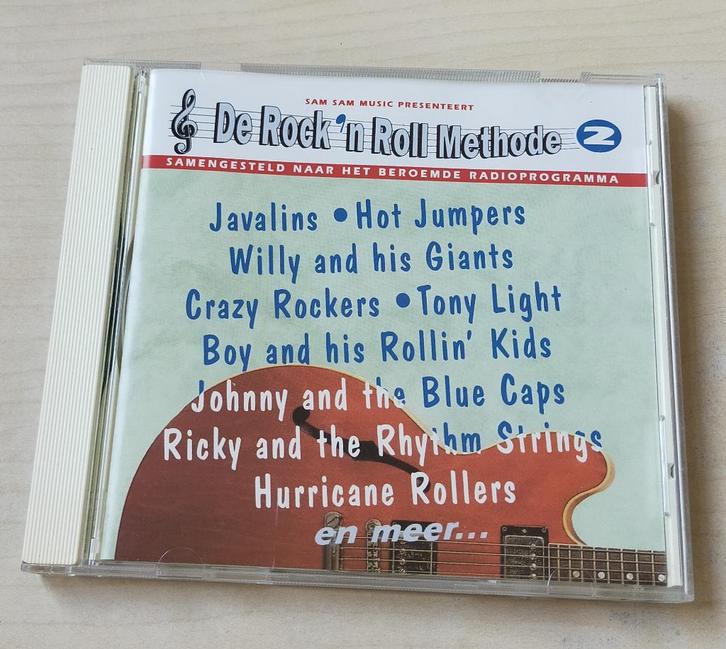 SAM SAM MUSIC PRESENTEERT
De Rock 'n Roll Methode 2
SAMENGESTELD NAAR HET BEROEMDE RADIOPROGRAMMA
Javalins • Hot Jumpers
Willy and his Giants
Crazy Rockers • Tony Light
Boy and his Rollin' Kids
Johnny and the Blue Caps
Ricky and the Rhythm Strings
Hurricane Rollers
en meer...